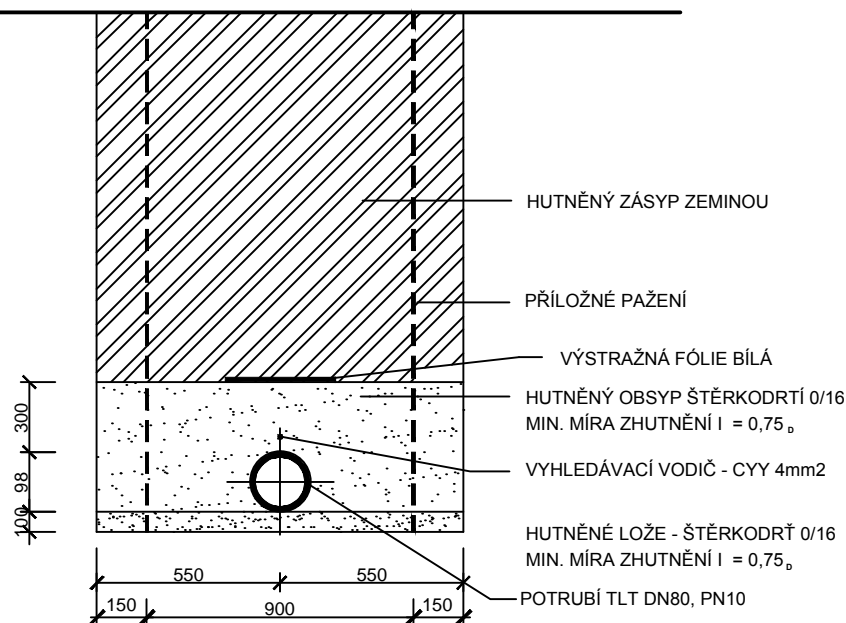 HUTNĚNÝ ZÁSYP ZEMINOU
PŘÍLOŽNÉ PAŽENÍ
VÝSTRAŽNÁ FÓLIE BÍLÁ
HUTNĚNÝ OBSYP ŠTĚRKODRTÍ 0/16
MIN. MÍRA ZHUTNĚNÍ I = 0,75 D
VYHLEDÁVACÍ VODIČ - CYY 4mm2
HUTNĚNÉ LOŽE - ŠTĚRKODRŤ 0/16
MIN. MÍRA ZHUTNĚNÍ I = 0,75 D
POTRUBÍ TLT DN80, PN10
300
98
100
550 550
150 900 150